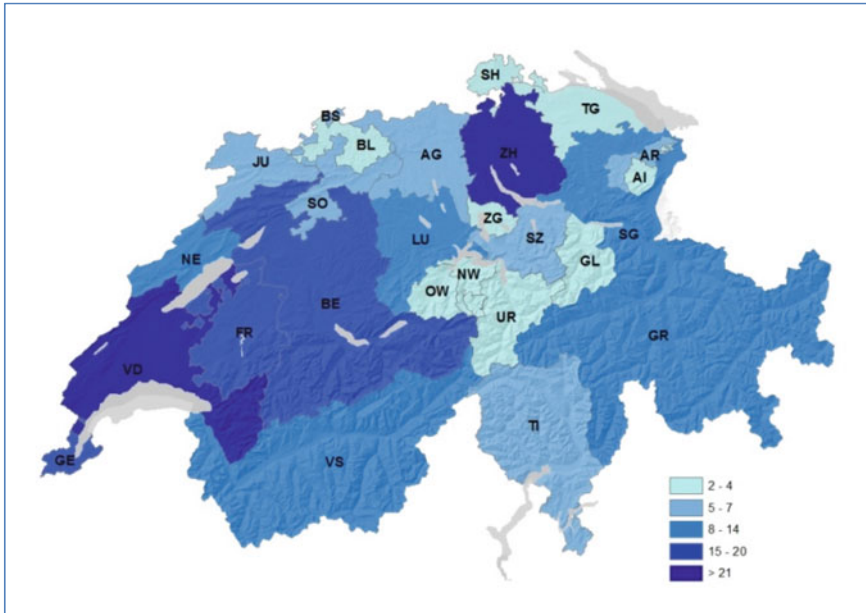 SH
TG
BS
BL
AG
ZH
AR
AI
JU
SO
ZG
LU
SZ
SG
NE
NW
GL
OW
BE
UR
FR
GR
VD
TI
GE
VS
2 - 4
5 - 7
8 - 14
15 - 20
> 21